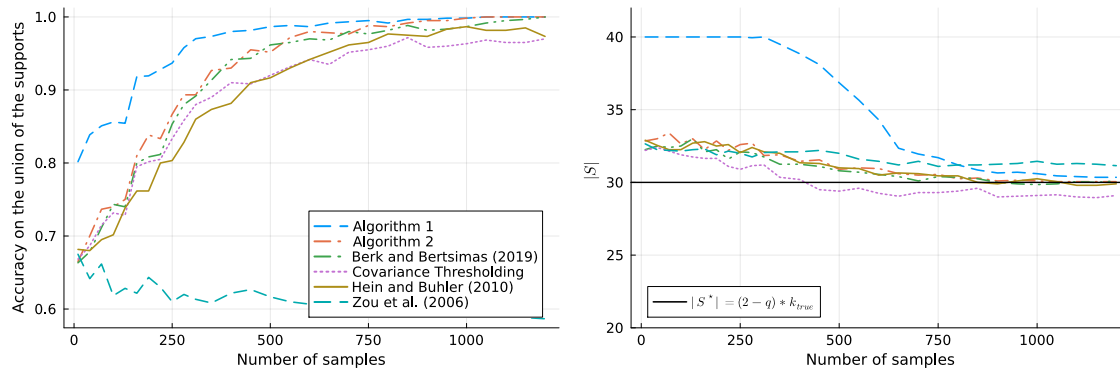 Accuracy on the union of the supports
1.0
0.9
0.8
0.7
0.6
0
250
500
750
1000
Number of samples
Algorithm 1
Algorithm 2
Berk and Bertsimas (2019)
Covariance Thresholding
Hein and Buhler (2010)
Zou et al. (2006)
|S|
40
35
30
25
20
0
250
500
750
1000
Number of samples
|S⋆| = (2 − q) ∗ k_true